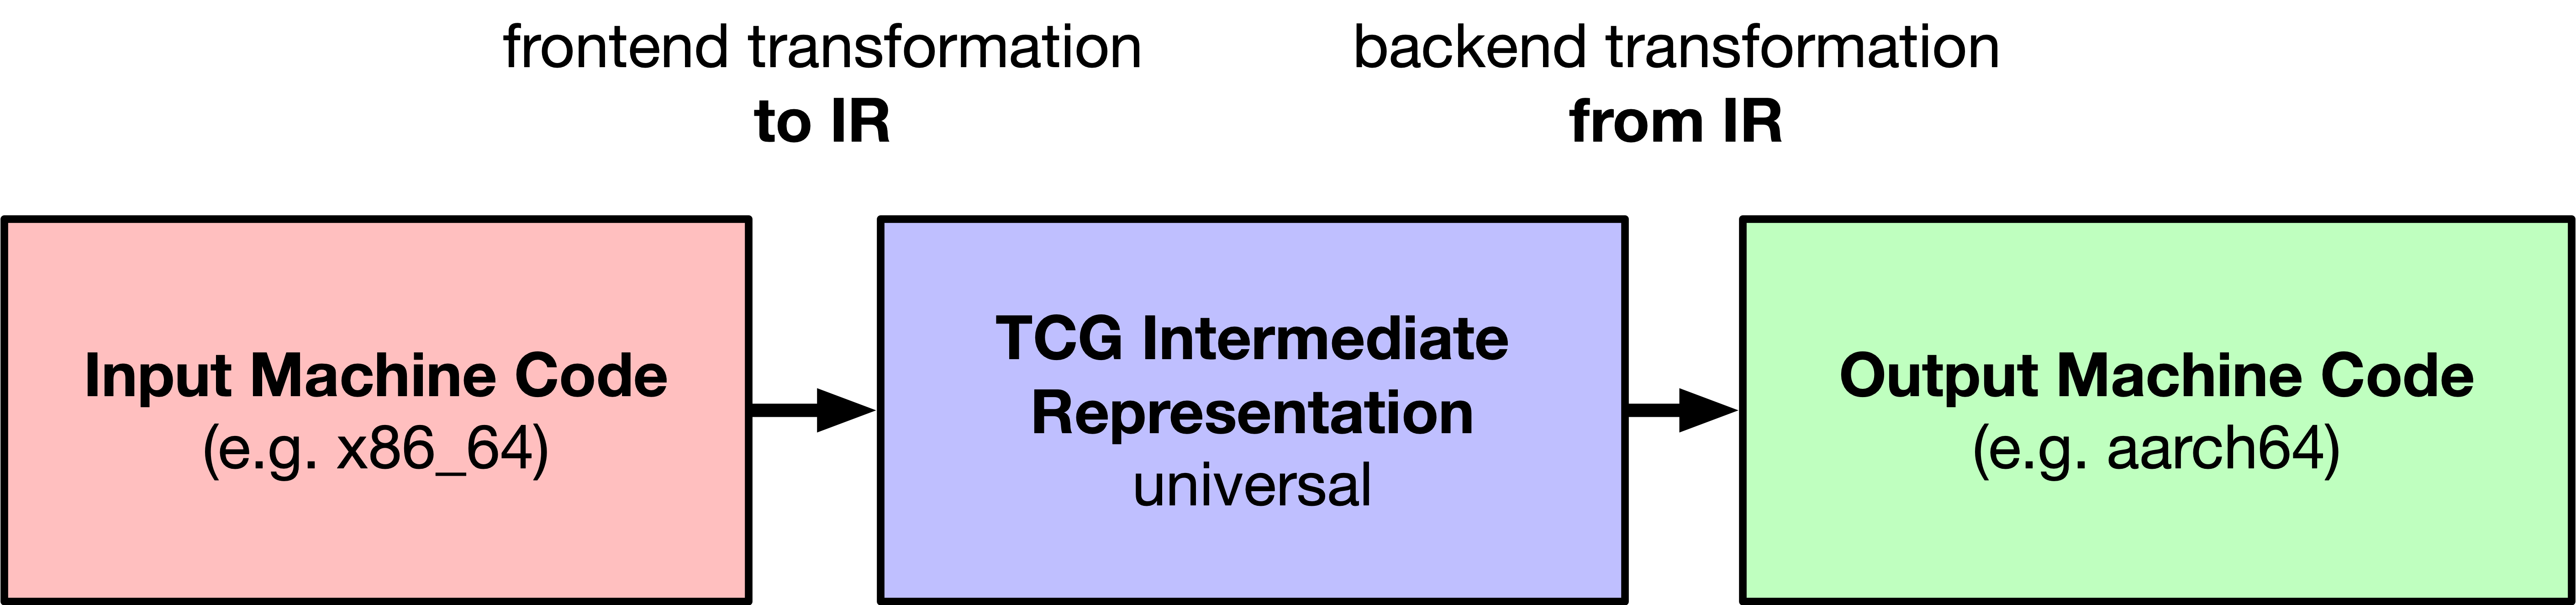 frontend transformation
to IR
backend transformation
from IR
Input Machine Code
(e.g. x86_64)
TCG Intermediate
Representation
universal
Output Machine Code
(e.g. aarch64)